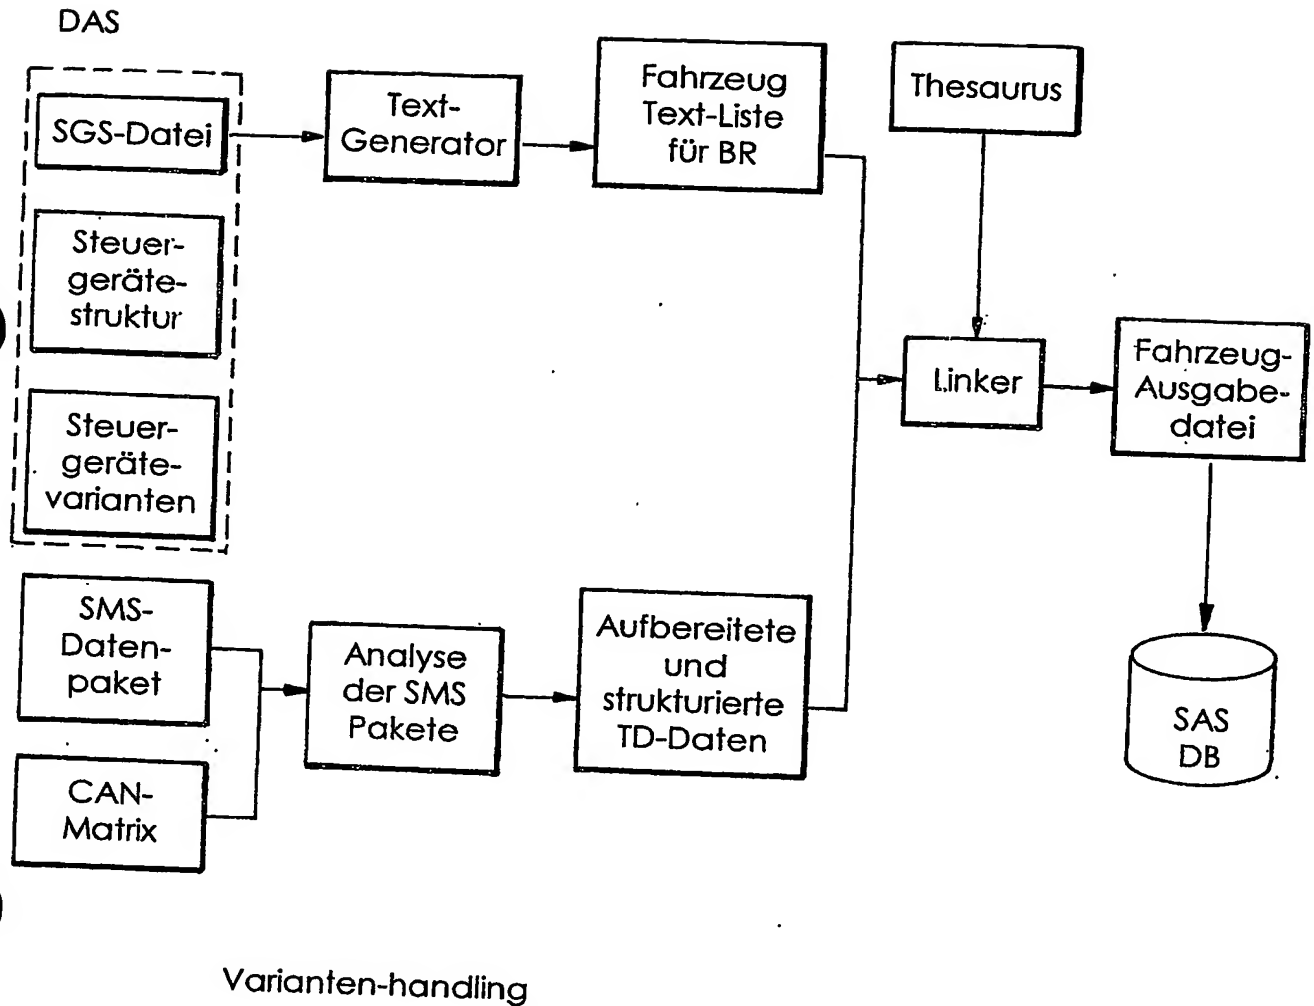 DAS
SGS-Datei
Text-
Generator
Fahrzeug
Text-Liste
für BR
Thesaurus
Steuer-
geräte-
struktur
Steuer-
geräte-
varianten
Linker
Fahrzeug-
Ausgabe-
datei
SMS-
Daten-
paket
CAN-
Matrix
Analyse
der SMS
Pakete
Aufbereitete
und
strukturierte
TD-Daten
SAS
DB
Varianten-handling